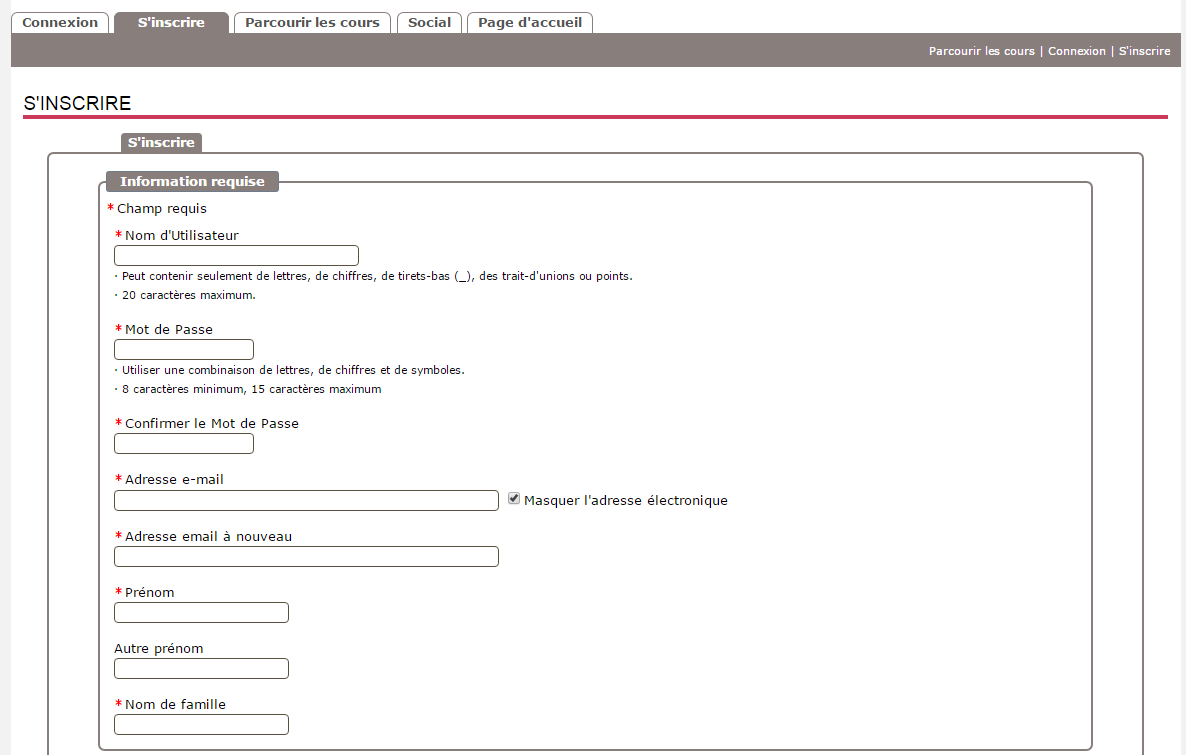 Connexion S'inscrire Parcourir les cours Social Page d'accueil
Parcourir les cours | Connexion | S'inscrire
S'INSCRIRE
S'inscrire
Information requise
* Champ requis
* Nom d'Utilisateur
· Peut contenir seulement de lettres, de chiffres, de tirets-bas (_), des trait-d'unions ou points.
· 20 caractères maximum.
* Mot de Passe
· Utiliser une combinaison de lettres, de chiffres et de symboles.
· 8 caractères minimum, 15 caractères maximum
* Confirmer le Mot de Passe
* Adresse e-mail
Masquer l'adresse électronique
* Adresse email à nouveau
* Prénom
Autre prénom
* Nom de famille